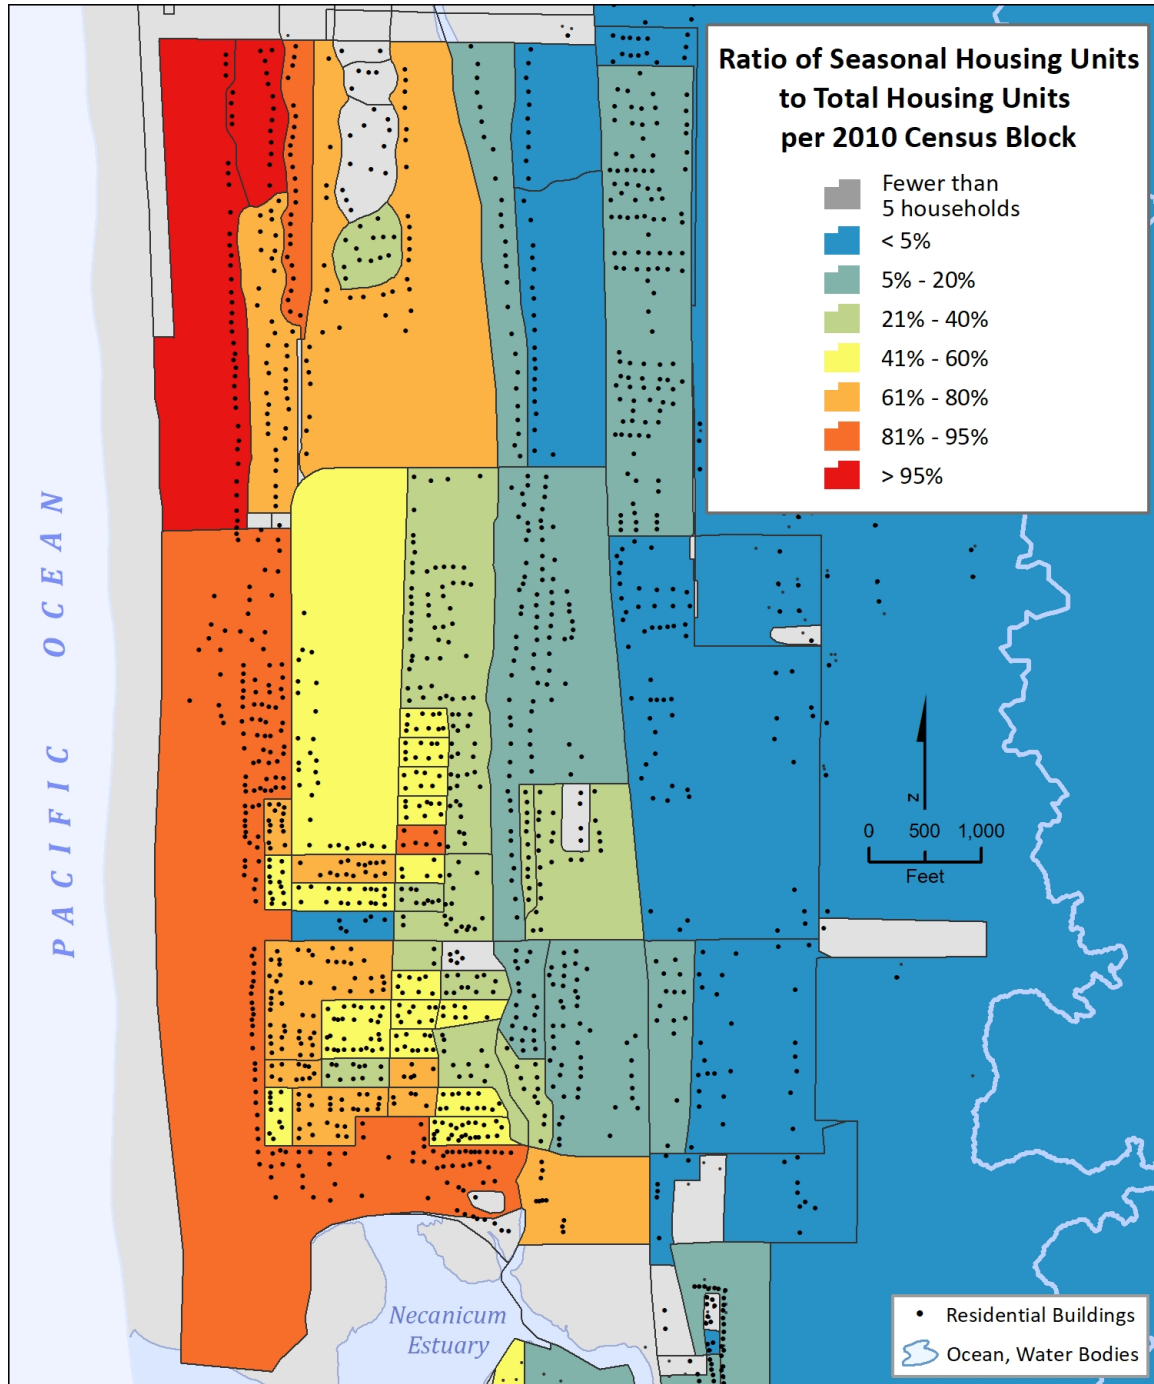 Ratio of Seasonal Housing Units
to Total Housing Units
per 2010 Census Block
Fewer than
5 households
< 5%
5% - 20%
21% - 40%
41% - 60%
61% - 80%
81% - 95%
> 95%
PACIFIC OCEAN
N
0 500 1,000
Feet
Necanicum
Estuary
Residential Buildings
Ocean, Water Bodies